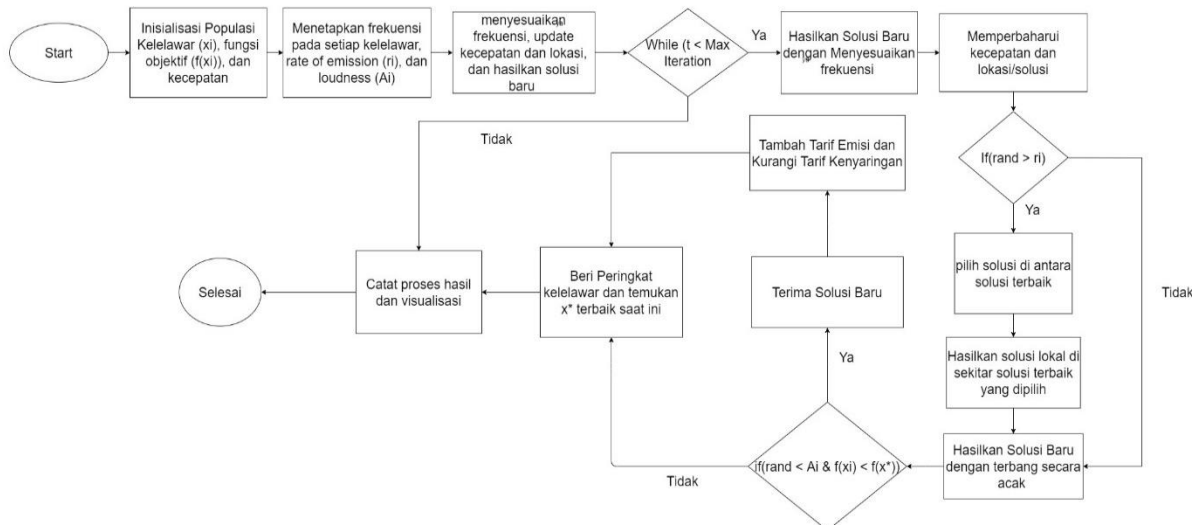 Start
Inisialisasi Populasi
Kelelawar (xi), fungsi
objektif (f(xi)), dan
kecepatan
Menetapkan frekuensi
pada setiap kelelawar,
rate of emission (ri), dan
loudness (Ai)
menyesuaikan
frekuensi, update
kecepatan dan lokasi,
dan hasilkan solusi
baru
While (t < Max
Iteration
Ya
Hasilkan Solusi Baru
dengan Menyesuaikan
frekuensi
Memperbaharui
kecepatan dan
lokasi/solusi
Tidak
If(rand > ri)
Ya
Tidak
pilih solusi di antara
solusi terbaik
Hasilkan solusi lokal di
sekitar solusi terbaik
yang dipilih
Hasilkan Solusi Baru
dengan terbang secara
acak
if(rand < Ai & f(xi) < f(x*))
Ya
Tidak
Terima Solusi Baru
Tambah Tarif Emisi dan
Kurangi Tarif Kenyaringan
Beri Peringkat
kelelawar dan temukan
x* terbaik saat ini
Catat proses hasil
dan visualisasi
Selesai